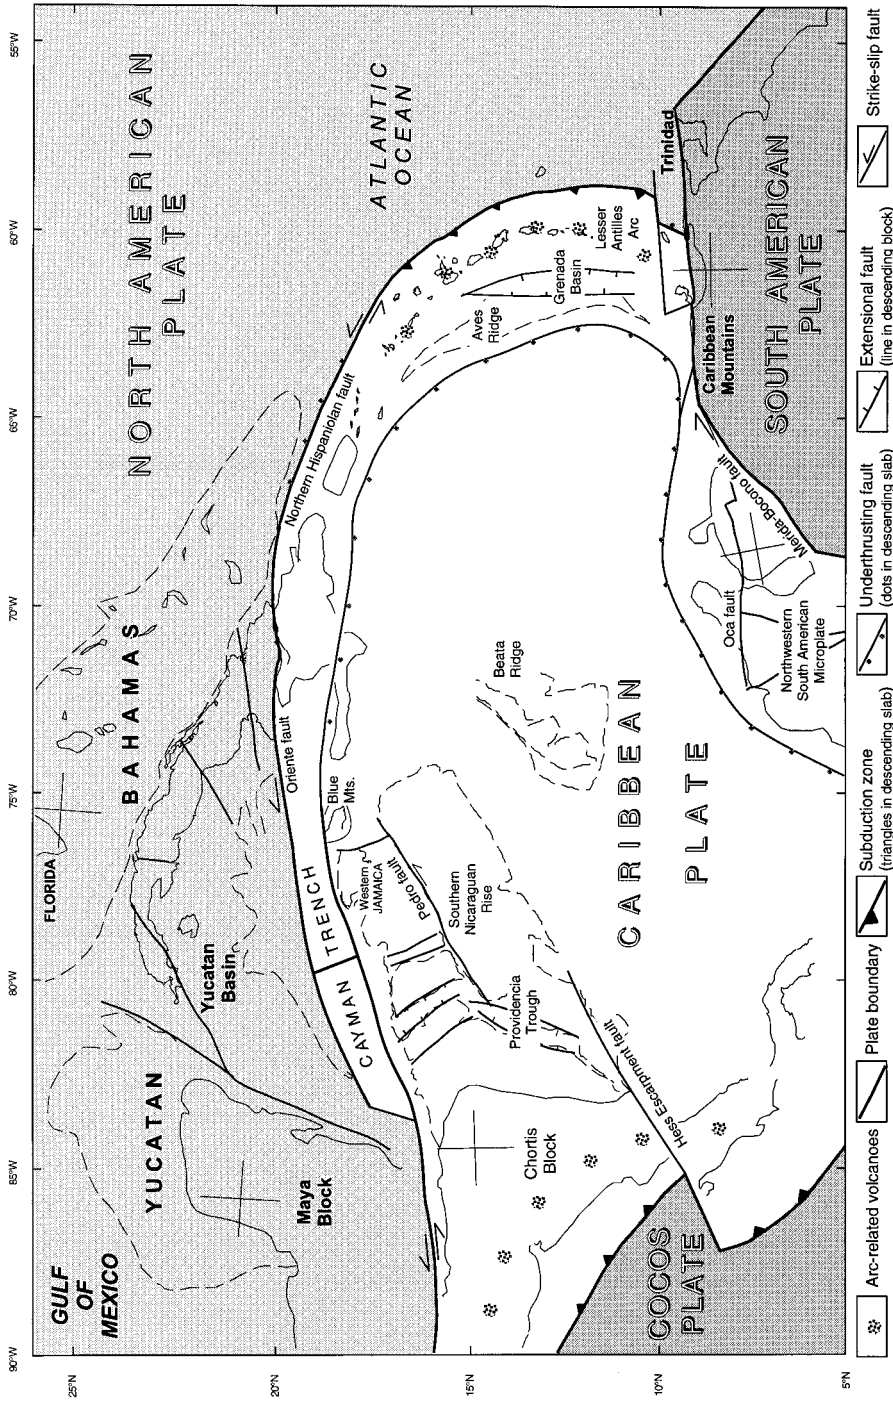 90°W
85°W
80°W
75°W
70°W
65°W
60°W
55°W
25°N
20°N
15°N
10°N
5°N
GULF
OF
MEXICO
YUCATAN
Maya
Block
Yucatan
Basin
FLORIDA
BAHAMAS
NORTH AMERICAN
PLATE
ATLANTIC
OCEAN
CAYMAN
TRENCH
Oriente fault
Northern Hispaniolan fault
Blue
Mts.
Western
JAMAICA
Pedro fault
Southern
Nicaraguan
Rise
Providencia
Trough
Chortis
Block
Hess Escarpment fault
Beata
Ridge
Aves
Ridge
Grenada
Basin
Lesser
Antilles
Arc
CARIBBEAN
PLATE
COCOS
PLATE
Oca fault
Northwestern
South American
Microplate
Merida-Bocono fault
Caribbean
Mountains
Trinidad
SOUTH AMERICAN
PLATE
Arc-related volcanoes
Plate boundary
Subduction zone
(triangles in descending slab)
Underthrusting fault
(dots in descending slab)
Extensional fault
(line in descending block)
Strike-slip fault